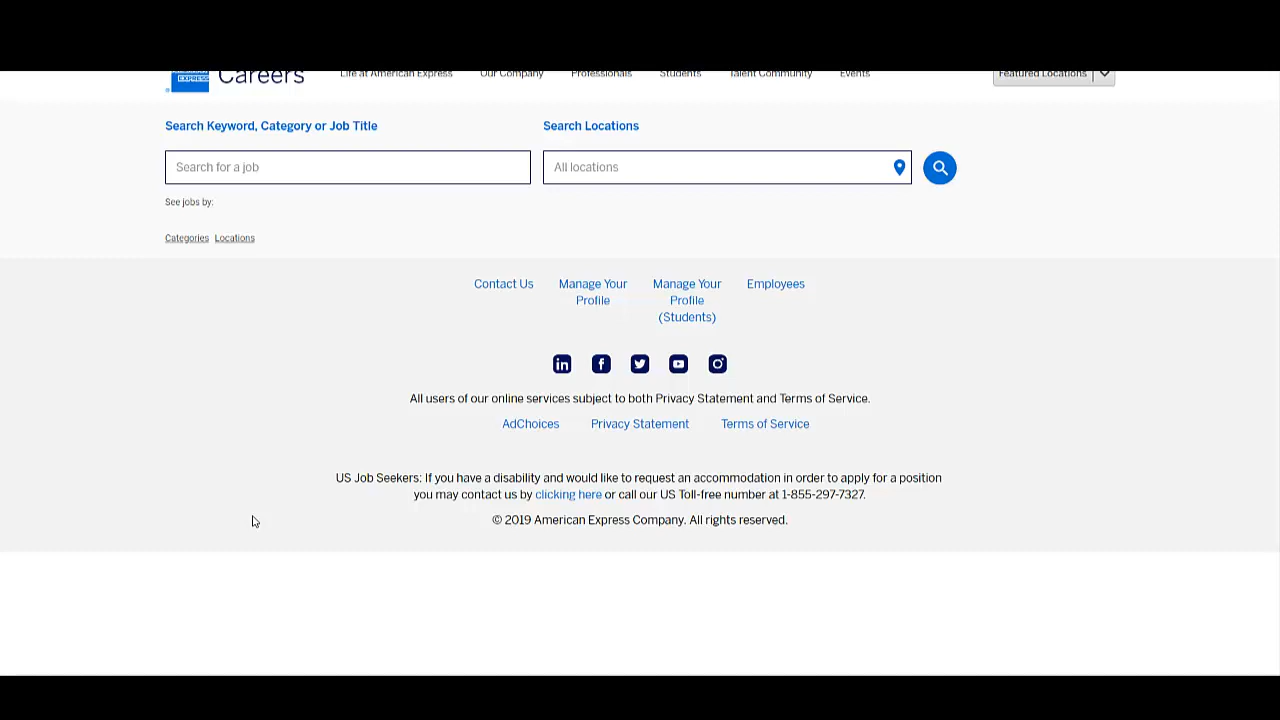 EXPRESS
Careers
Life at American Express Our Company Professionals Students Talent Community Events Featured Locations
Search Keyword, Category or Job Title Search Locations
Search for a job All locations
See jobs by:
Categories Locations
Contact Us Manage Your Manage Your Employees
Profile Profile
(Students)
All users of our online services subject to both Privacy Statement and Terms of Service.
AdChoices Privacy Statement Terms of Service
US Job Seekers: If you have a disability and would like to request an accommodation in order to apply for a position
you may contact us by clicking here or call our US Toll-free number at 1-855-297-7327.
© 2019 American Express Company. All rights reserved.